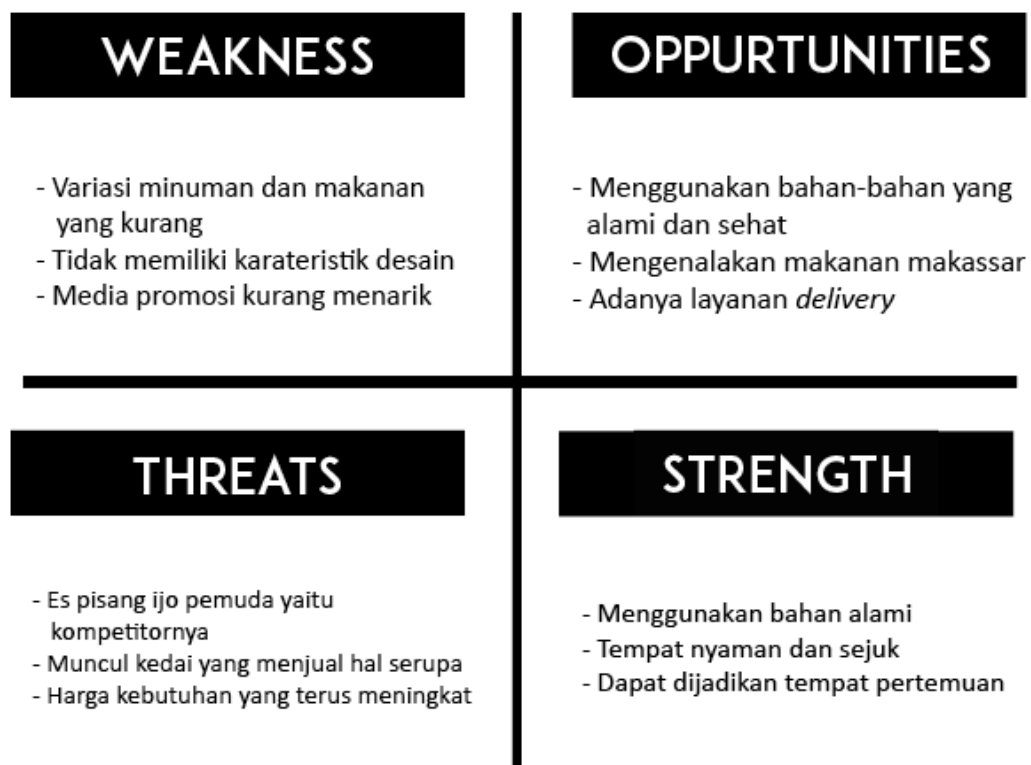 WEAKNESS
- Variasi minuman dan makanan
yang kurang
- Tidak memiliki karateristik desain
- Media promosi kurang menarik
OPPURTUNITIES
- Menggunakan bahan-bahan yang
alami dan sehat
- Mengenalakan makanan makassar
- Adanya layanan delivery
THREATS
- Es pisang ijo pemuda yaitu
kompetitornya
- Muncul kedai yang menjual hal serupa
- Harga kebutuhan yang terus meningkat
STRENGTH
- Menggunakan bahan alami
- Tempat nyaman dan sejuk
- Dapat dijadikan tempat pertemuan